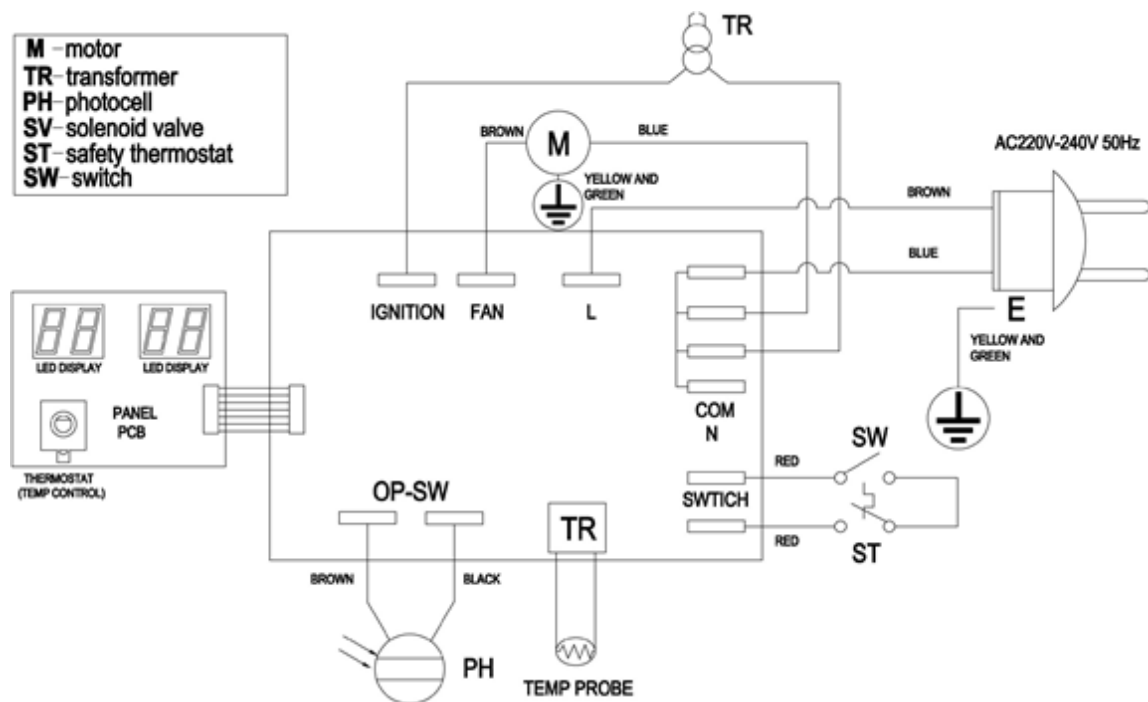 M-motor
TR-transformer
PH-photocell
SV-solenoid valve
ST-safety thermostat
SW-switch
TR
BROWN
M
BLUE
YELLOW AND
GREEN
AC220V-240V 50Hz
BROWN
BLUE
E
YELLOW AND
GREEN
IGNITION
FAN
L
COM
N
88
88
LED DISPLAY
LED DISPLAY
PANEL
PCB
THERMOSTAT
(TEMP CONTROL)
OP-SW
TR
SWTICH
RED
SW
RED
ST
BROWN
BLACK
PH
TEMP PROBE